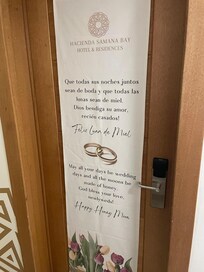 HACIENDA SAMANA BAY
HOTEL & RESIDENCIA
Que todas sus noches juntos
seas de boda y que todas las
lunas seas de miel.
Dios bendiga su amor,
recién casados!
Feliz Luna de Miel
May all your days be wedding
days and all the moons be
made of honey.
God bless your love,
newlyweds!
Happy Honey Moon